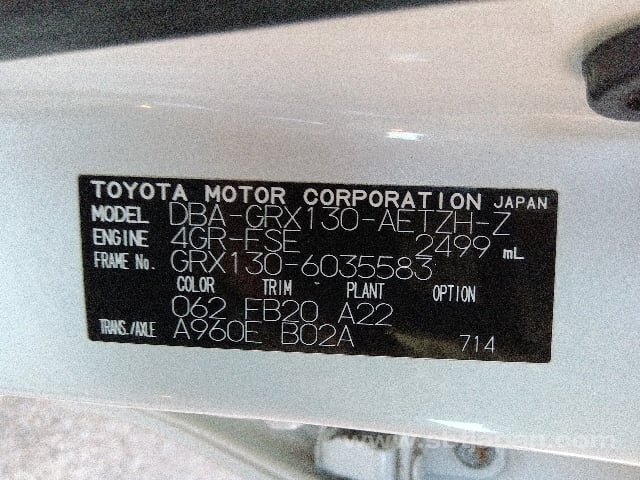 TOYOTA MOTOR CORPORATION JAPAN
MODEL DBA-GRX130-AETZH-Z
ENGINE 4GR-FSE 2499 mL
FRAME No. GRX130-6035583
COLOR TRIM PLANT OPTION
062 FB20 A22
TRANS./AXLE A960E B02A 714